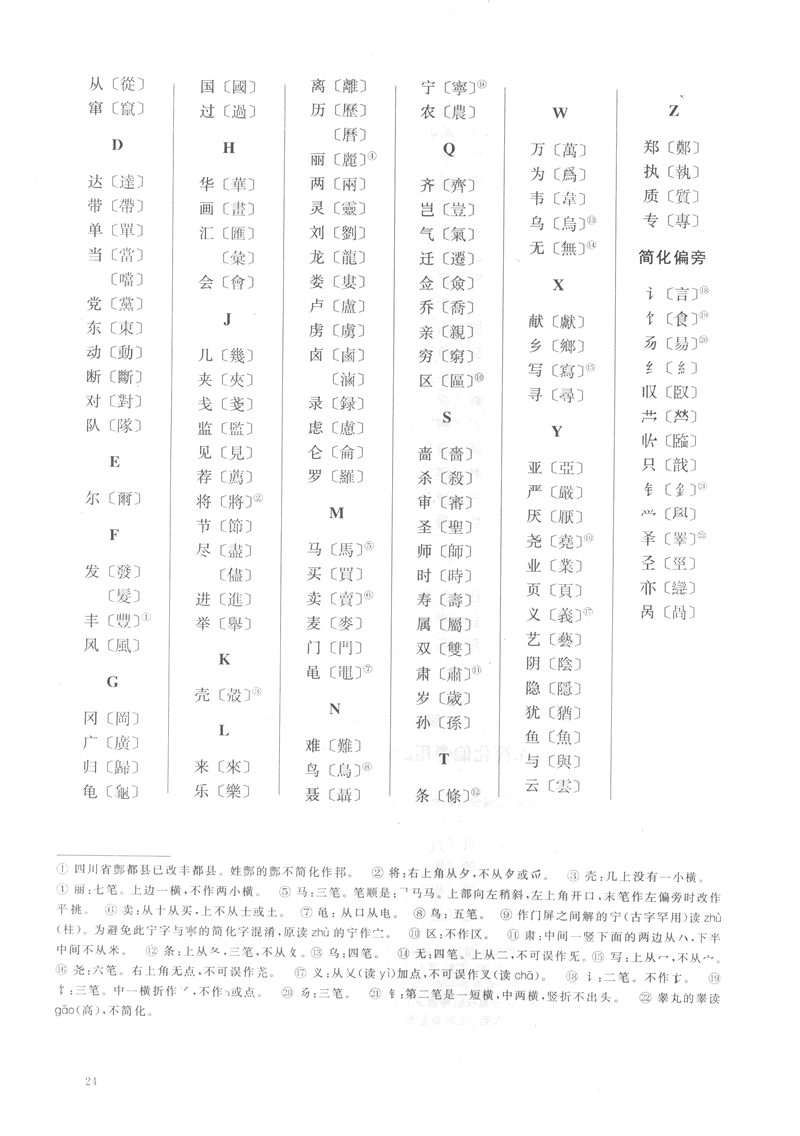 从〔從〕
窜〔竄〕
D
达〔達〕
带〔帶〕
单〔單〕
当〔當〕
〔噹〕
党〔黨〕
东〔東〕
动〔動〕
断〔斷〕
对〔對〕
队〔隊〕
E
尔〔爾〕
F
发〔發〕
〔髮〕
丰〔豐〕①
风〔風〕
G
冈〔岡〕
广〔廣〕
归〔歸〕
龟〔龜〕
国〔國〕
过〔過〕
H
华〔華〕
画〔畫〕
汇〔匯〕
〔彙〕
会〔會〕
J
几〔幾〕
夹〔夾〕
戋〔戔〕
监〔監〕
见〔見〕
荐〔薦〕
将〔將〕②
节〔節〕
尽〔盡〕
〔儘〕
进〔進〕
举〔舉〕
K
壳〔殼〕③
L
来〔來〕
乐〔樂〕
离〔離〕
历〔歷〕
〔曆〕
丽〔麗〕④
两〔兩〕
灵〔靈〕
刘〔劉〕
龙〔龍〕
娄〔婁〕
卢〔盧〕
虏〔虜〕
卤〔鹵〕
〔滷〕
录〔録〕
虑〔慮〕
仑〔侖〕
罗〔羅〕
M
马〔馬〕⑤
买〔買〕
卖〔賣〕⑥
麦〔麥〕
门〔門〕
黾〔黽〕⑦
N
难〔難〕
鸟〔鳥〕⑧
聂〔聶〕
宁〔寧〕⑨
农〔農〕
Q
齐〔齊〕
岂〔豈〕
气〔氣〕
迁〔遷〕
佥〔僉〕
乔〔喬〕
亲〔親〕
穷〔窮〕
区〔區〕⑩
S
啬〔嗇〕
杀〔殺〕
审〔審〕
圣〔聖〕
师〔師〕
时〔時〕
寿〔壽〕
属〔屬〕
双〔雙〕
肃〔肅〕⑪
岁〔歲〕
孙〔孫〕
T
条〔條〕⑫
W
万〔萬〕
为〔爲〕
韦〔韋〕
乌〔烏〕⑬
无〔無〕⑭
X
献〔獻〕
乡〔鄉〕
写〔寫〕⑮
寻〔尋〕
Y
亚〔亞〕
严〔嚴〕
厌〔厭〕
尧〔堯〕⑯
业〔業〕
页〔頁〕
义〔義〕⑰
艺〔藝〕
阴〔陰〕
隐〔隱〕
犹〔猶〕
鱼〔魚〕
与〔與〕
云〔雲〕
Z
郑〔鄭〕
执〔執〕
质〔質〕
专〔專〕
简化偏旁
讠〔言〕⑱
饣〔食〕⑲
𠃓〔昜〕⑳
纟〔糹〕
〔臤〕
〔𤇾〕
〔臨〕
只〔戠〕
钅〔釒〕㉑
𰃮〔𦥯〕
𠬤〔睪〕㉒
𢀖〔巠〕
亦〔䜌〕
呙〔咼〕
① 四川省酆都县已改丰都县。姓酆的酆不简化作邦。 ② 将:右上角从夕,不从夕或爫。 ③ 壳:几上没有一小横。
① 丽:七笔。上边一横,不作两小横。 ⑤ 马:三笔。笔顺是:㇕马马。上部向左稍斜,左上角开口,末笔作左偏旁时改作
平挑。 ⑥ 卖:从十从买,上不从士或土。 ⑦ 黾:从口从电。 ⑧ 鸟:五笔。 ⑨ 作门屏之间解的宁(古字罕用)读zhù
(柱)。为避免此宁字与寧的简化字混淆,原读zhù的宁作㝉。 ⑩ 区:不作区。 ⑪ 肃:中间一竖下面的两边从八,下半
中间不从米。 ⑫ 条:上从夂,三笔,不从攵。⑬ 乌:四笔。 ⑭ 无:四笔。上从二,不可误作旡。⑮ 写:上从冖,不从宀。
⑯ 尧:六笔。右上角无点,不可误作尧。 ⑰ 义:从乂(读yì)加点,不可误作叉(读chā)。 ⑱ 讠:二笔。不作。 ⑲
饣:三笔。中一横折作㇇,不作或点。 ⑳ 𠃓:三笔。 ㉑ 钅:第二笔是一短横,中两横,竖折不出头。 ㉒ 睾丸的睾读
gāo(高),不简化。
24